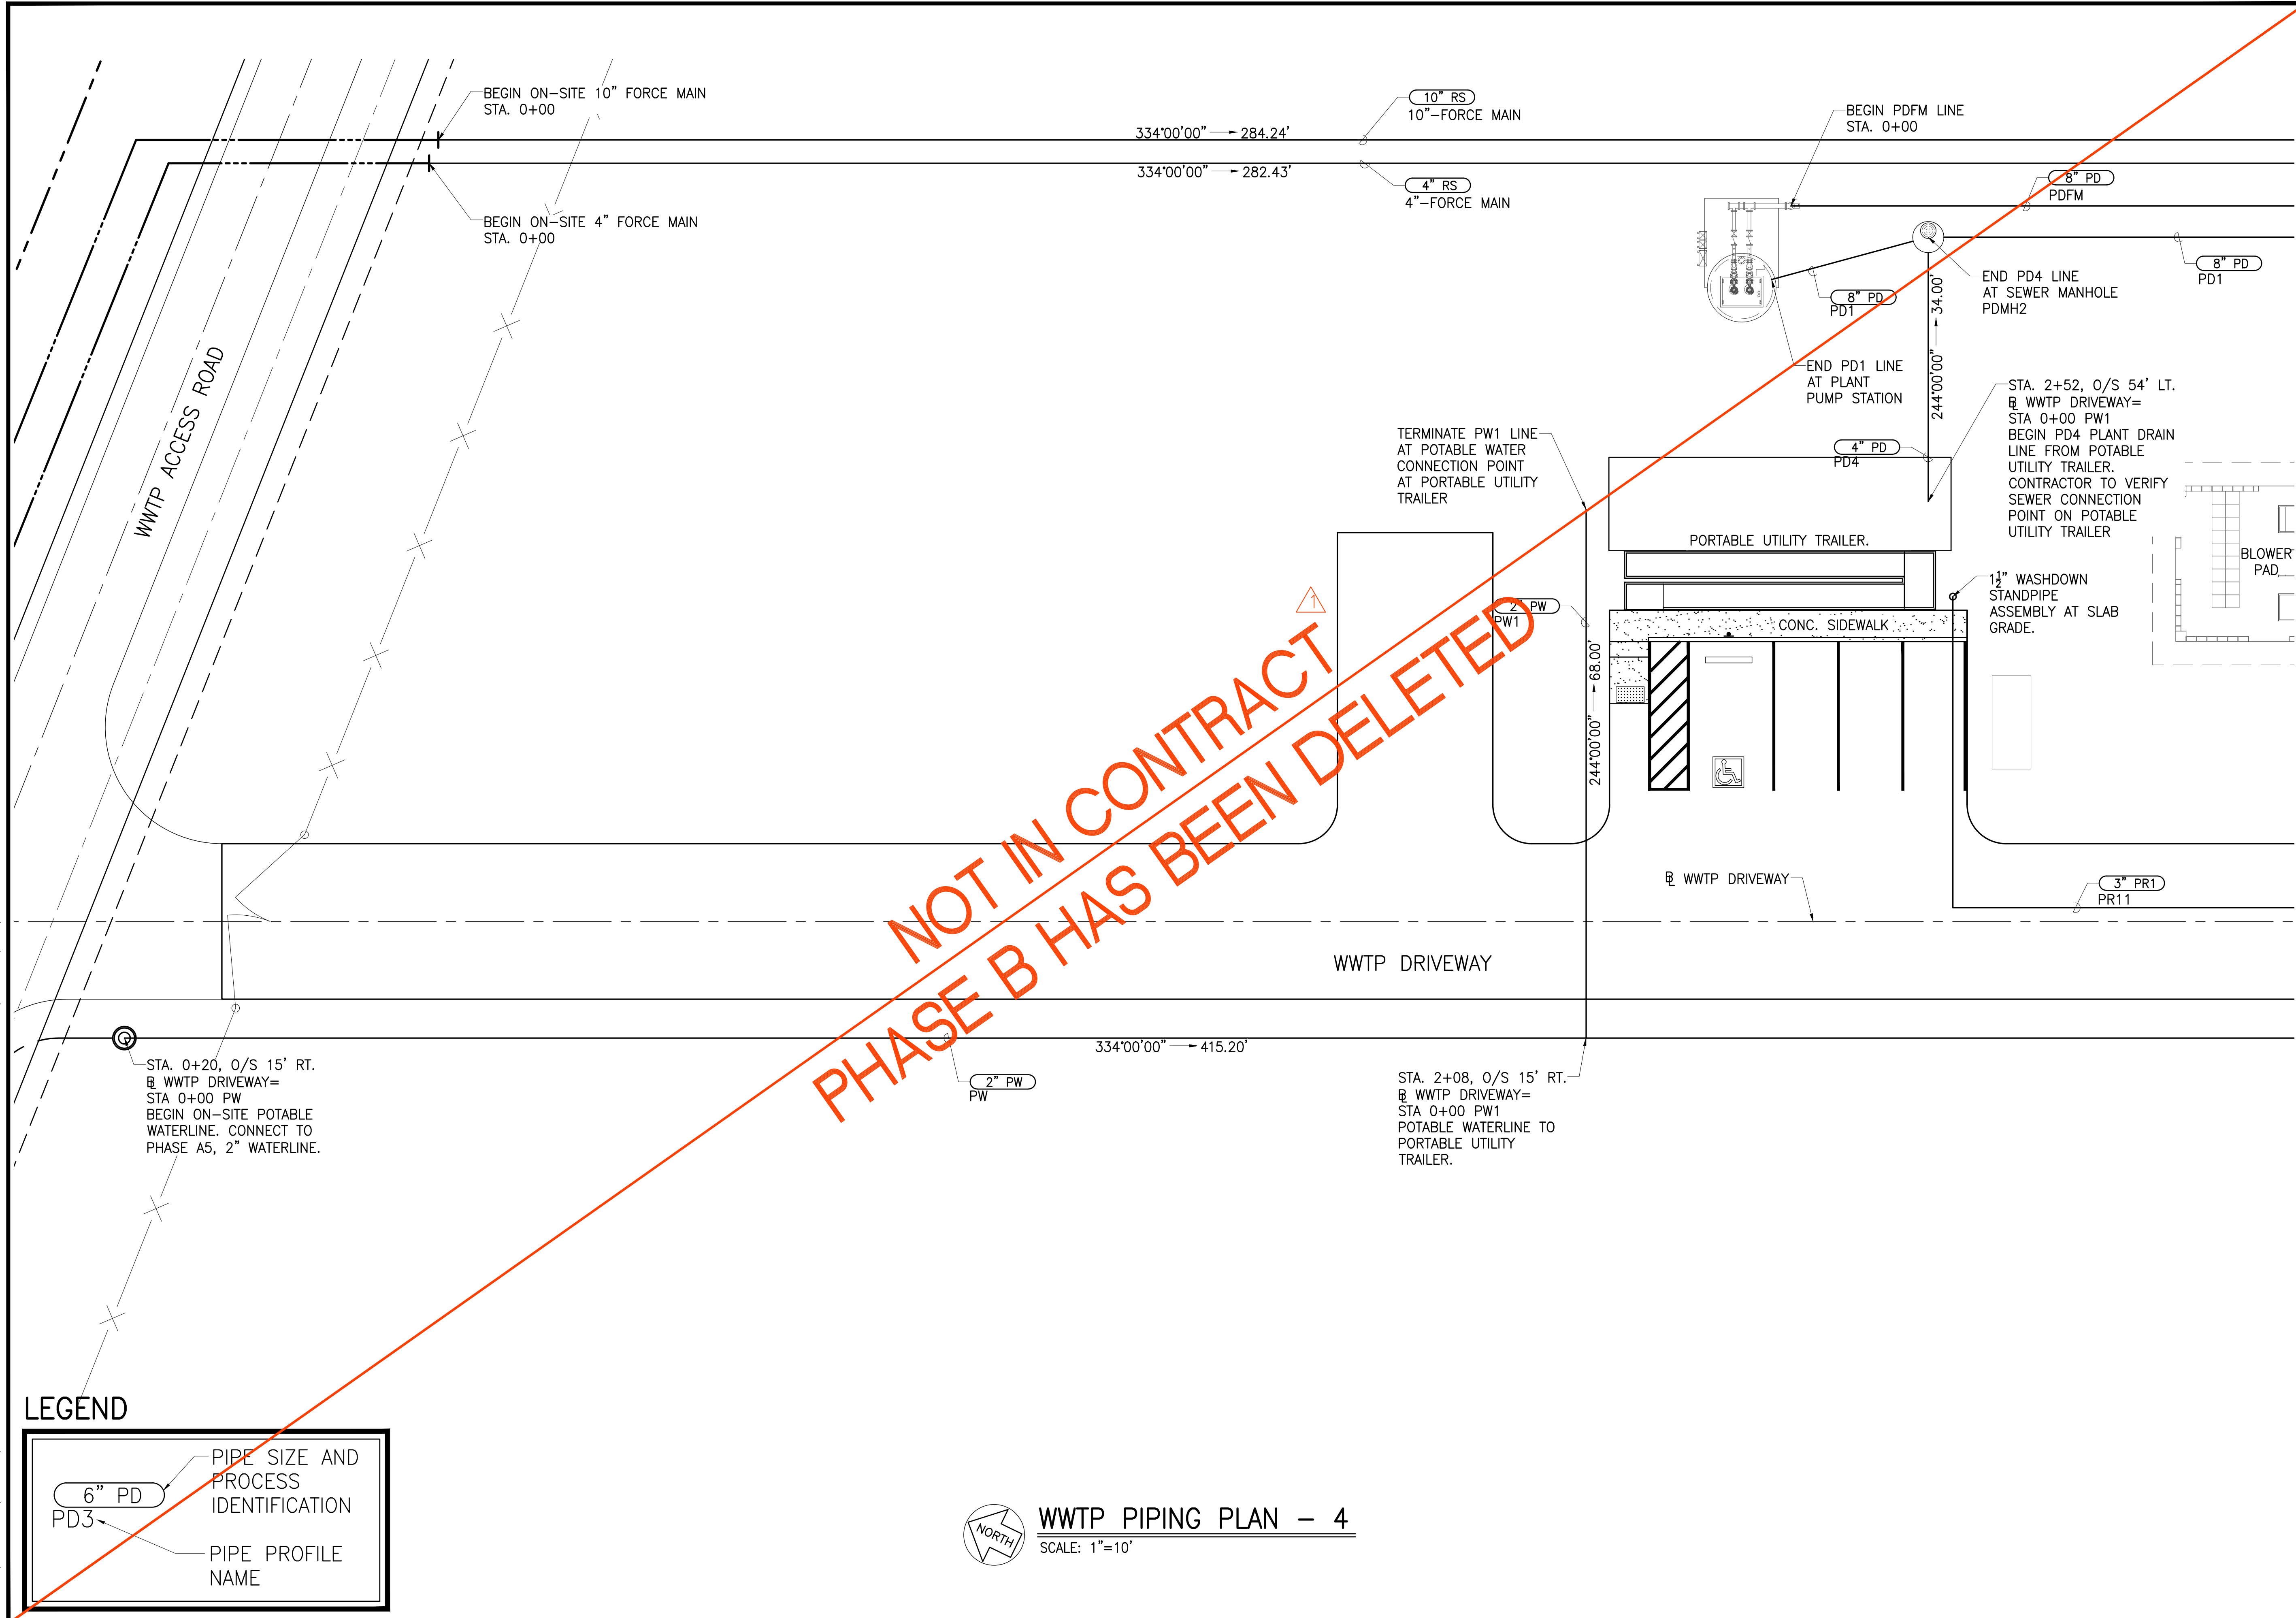 BEGIN ON-SITE 10" FORCE MAIN
STA. 0+00
10" RS
10"-FORCE MAIN
334°00'00" → 284.24'
334°00'00" → 282.43'
4" RS
4"-FORCE MAIN
BEGIN ON-SITE 4" FORCE MAIN
STA. 0+00
BEGIN PDFM LINE
STA. 0+00
8" PD
PDFM
8" PD
PD1
END PD4 LINE
AT SEWER MANHOLE
PDMH2
8" PD
PD1
244°00'00" → 34.00'
END PD1 LINE
AT PLANT
PUMP STATION
WWTP ACCESS ROAD
STA. 2+52, O/S 54' LT.
℄ WWTP DRIVEWAY=
STA 0+00 PW1
BEGIN PD4 PLANT DRAIN
LINE FROM POTABLE
UTILITY TRAILER.
CONTRACTOR TO VERIFY
SEWER CONNECTION
POINT ON POTABLE
UTILITY TRAILER
TERMINATE PW1 LINE
AT POTABLE WATER
CONNECTION POINT
AT PORTABLE UTILITY
TRAILER
4" PD
PD4
PORTABLE UTILITY TRAILER.
BLOWER
PAD
1½" WASHDOWN
STANDPIPE
ASSEMBLY AT SLAB
GRADE.
1
2" PW
PW1
CONC. SIDEWALK
244°00'00" → 68.00'
NOT IN CONTRACT
PHASE B HAS BEEN DELETED
℄ WWTP DRIVEWAY
3" PR1
PR11
WWTP DRIVEWAY
334°00'00" → 415.20'
STA. 0+20, O/S 15' RT.
℄ WWTP DRIVEWAY=
STA 0+00 PW
BEGIN ON-SITE POTABLE
WATERLINE. CONNECT TO
PHASE A5, 2" WATERLINE.
2" PW
PW
STA. 2+08, O/S 15' RT.
℄ WWTP DRIVEWAY=
STA 0+00 PW1
POTABLE WATERLINE TO
PORTABLE UTILITY
TRAILER.
LEGEND
6" PD
PD3
PIPE SIZE AND
PROCESS
IDENTIFICATION
PIPE PROFILE
NAME
NORTH
WWTP PIPING PLAN - 4
SCALE: 1"=10'